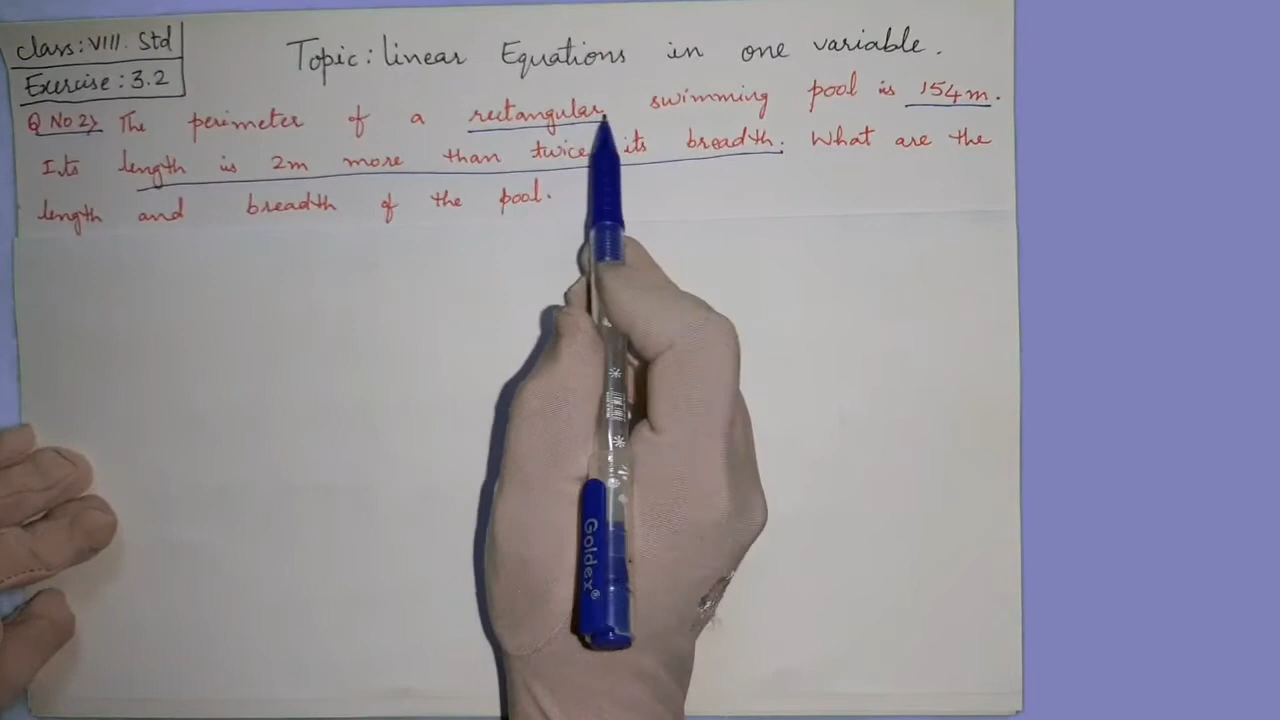 class: VIII. Std
Topic: linear Equations in one variable.
Exercise: 3.2
Q No 2) The perimeter of a rectangular swimming pool is 154m.
Its length is 2m more than twice its breadth. What are the
length and breadth of the pool.
Goldex®